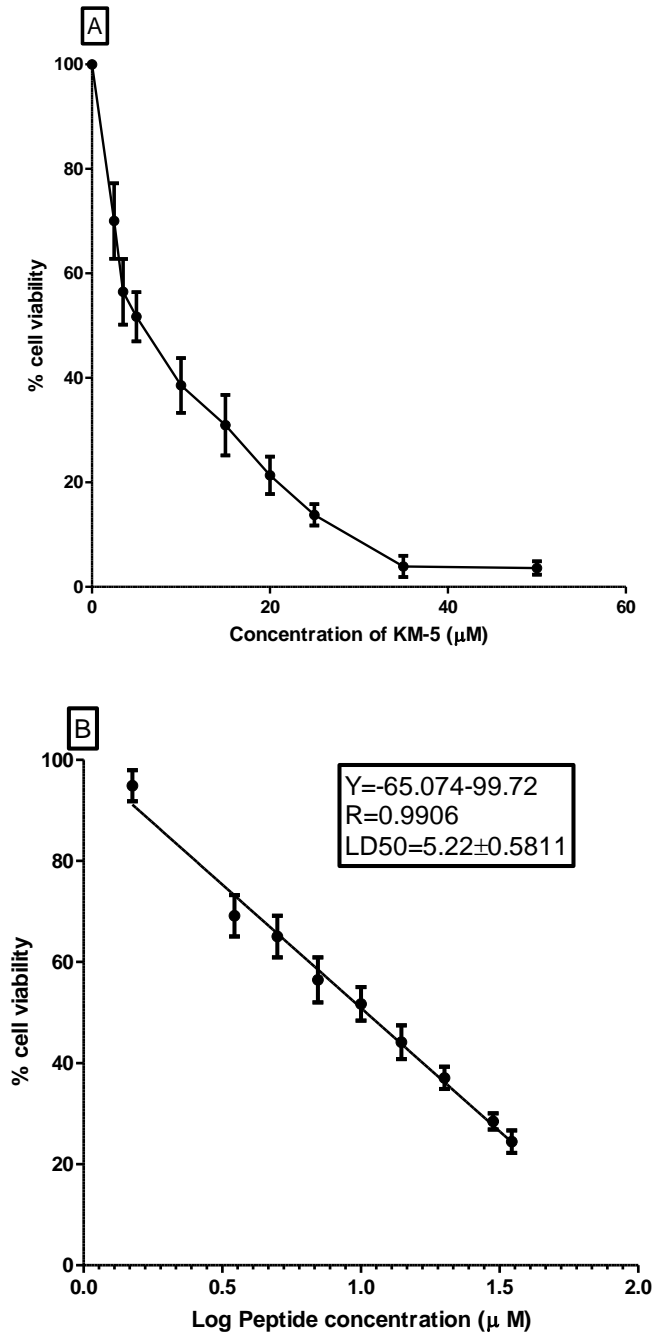 A
100
80
60
40
20
0
% cell viability
0 20 40 60
Concentration of KM-5 (μM)
B
100
80
60
40
20
0
% cell viability
Y=-65.074-99.72
R=0.9906
LD50=5.22±0.5811
0.0 0.5 1.0 1.5 2.0
Log Peptide concentration (μ M)